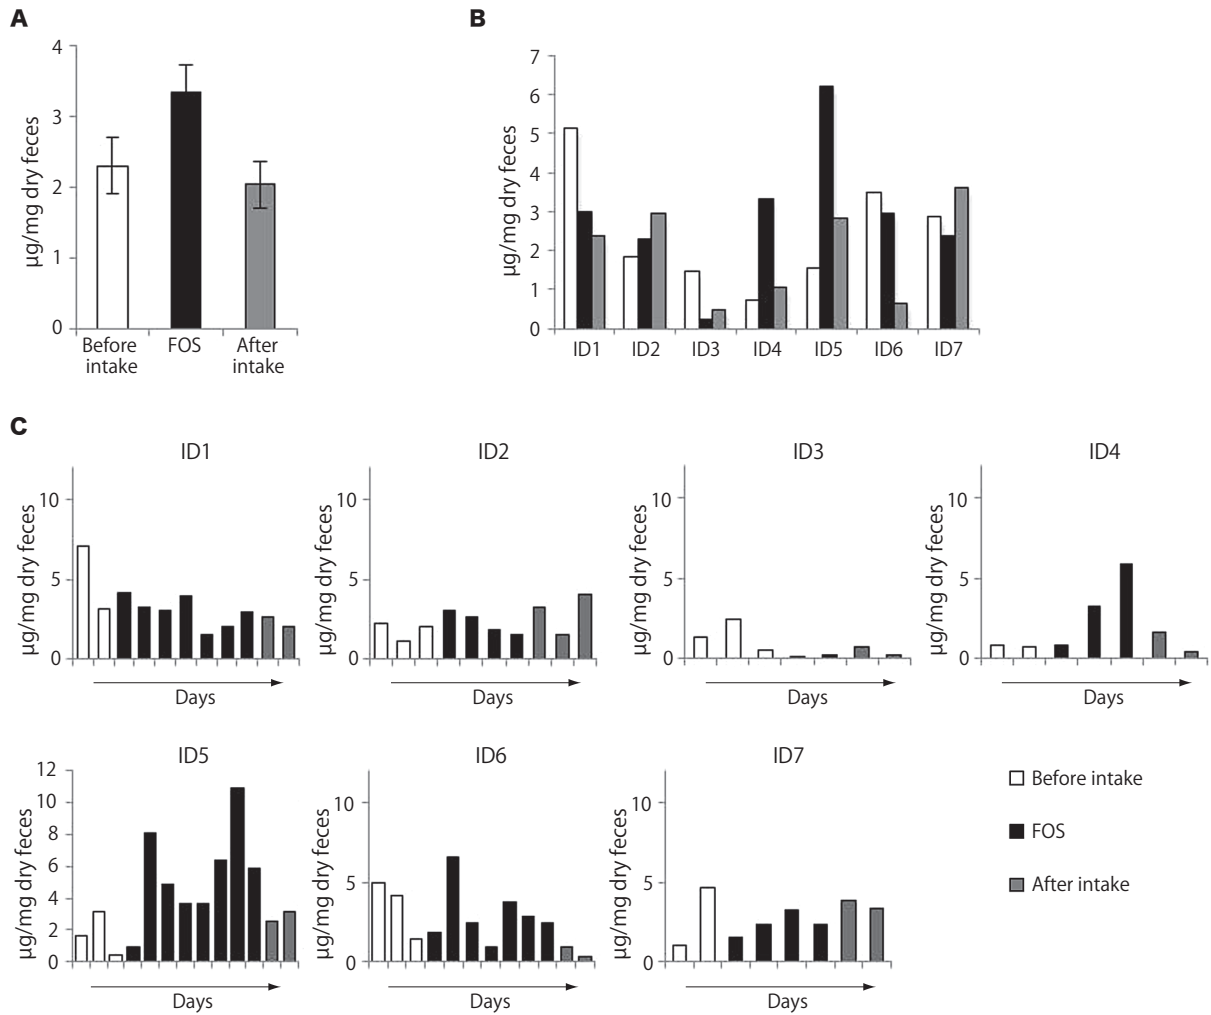 A
µg/mg dry feces
4
3
2
1
0
Before
intake
FOS
After
intake
B
µg/mg dry feces
7
6
5
4
3
2
1
0
ID1 ID2 ID3 ID4 ID5 ID6 ID7
C
ID1
µg/mg dry feces
10
5
0
Days
ID2
µg/mg dry feces
10
5
0
Days
ID3
µg/mg dry feces
10
5
0
Days
ID4
µg/mg dry feces
10
5
0
Days
ID5
µg/mg dry feces
12
10
8
6
4
2
0
Days
ID6
µg/mg dry feces
10
5
0
Days
ID7
µg/mg dry feces
10
5
0
Days
Before intake
FOS
After intake